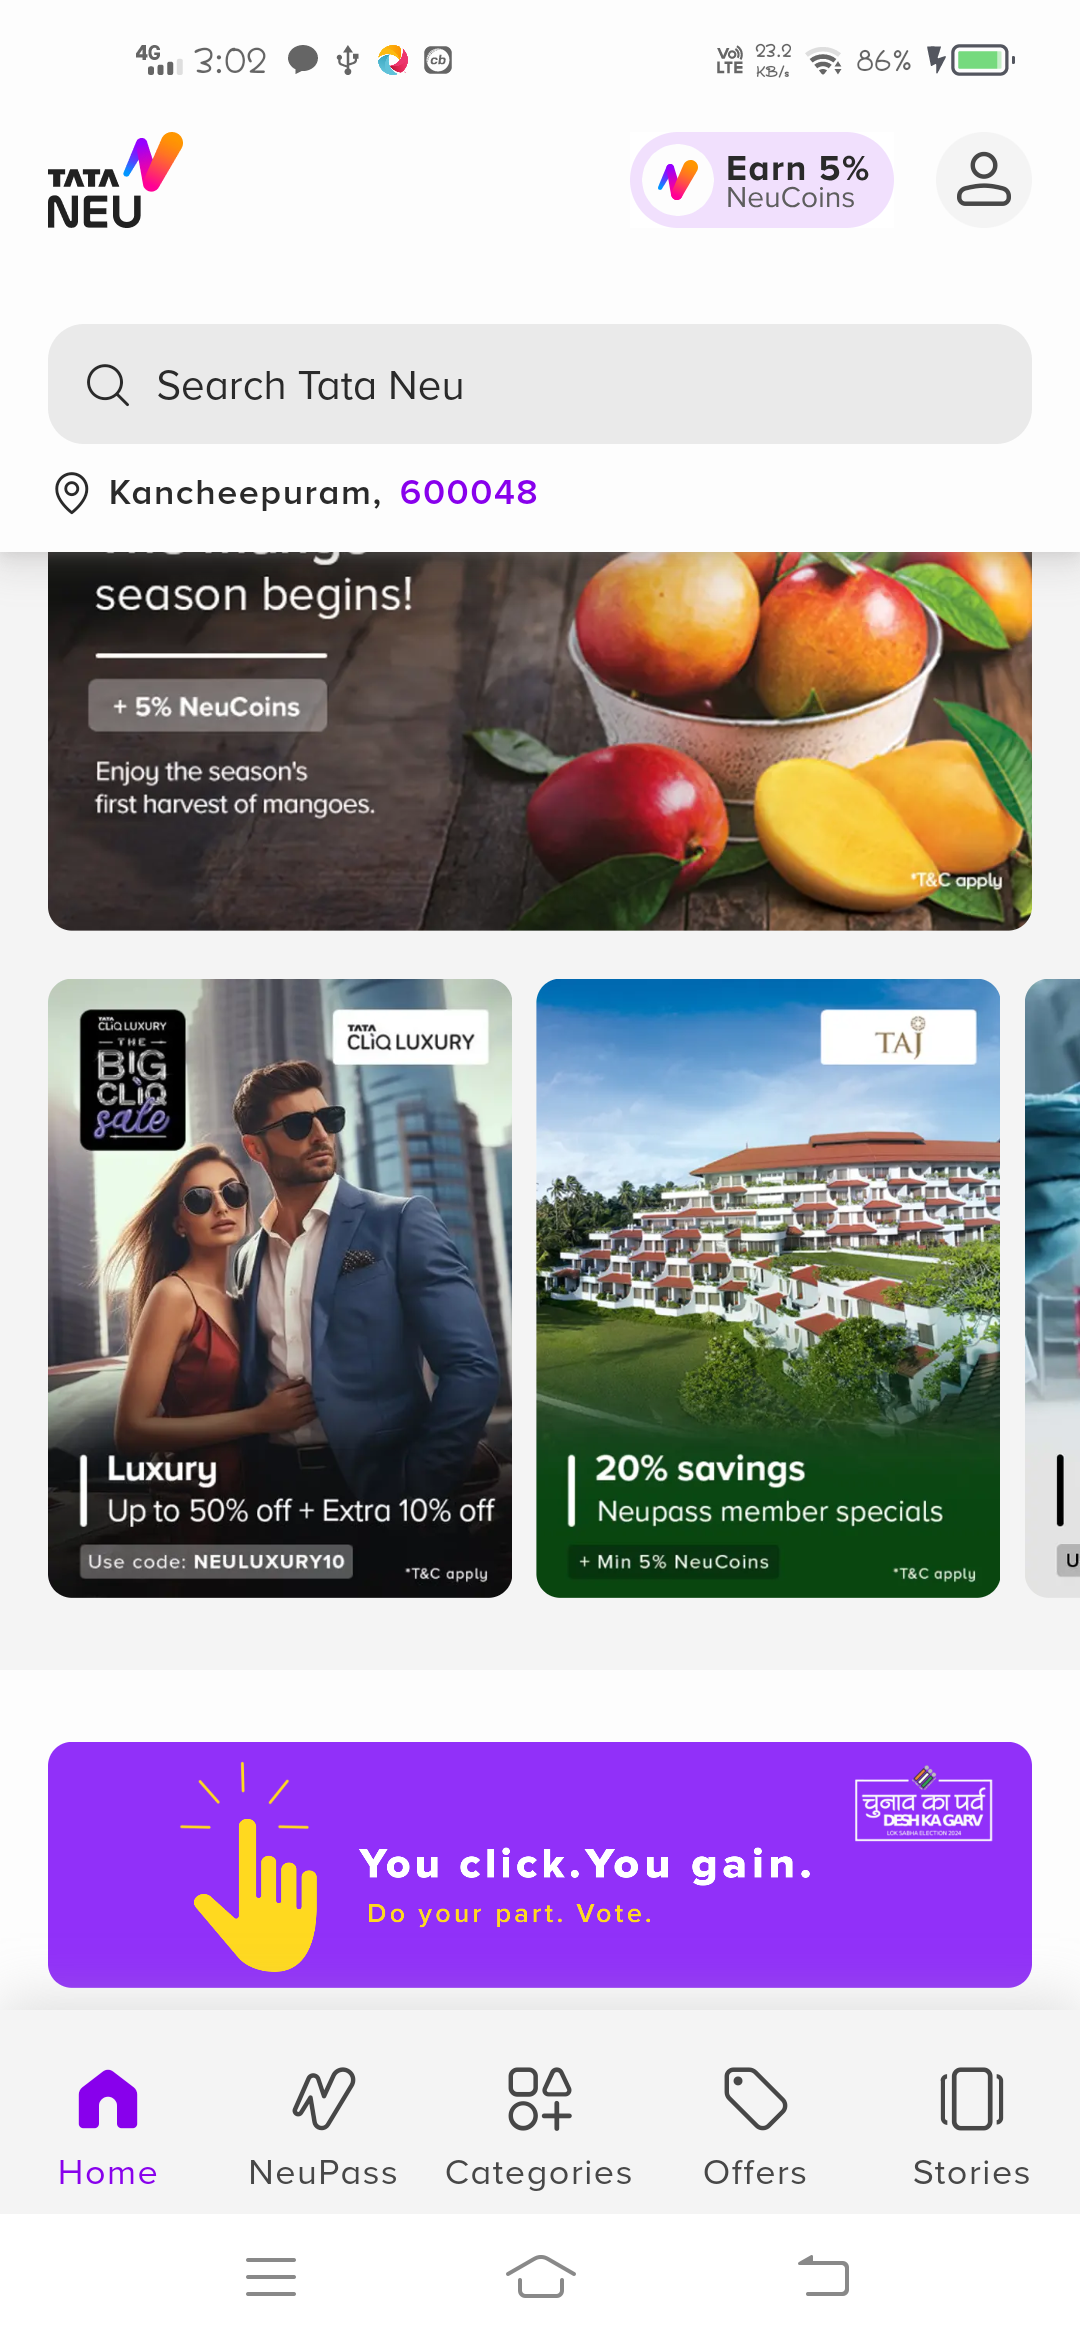 4G 3:02 cb Vo)) LTE 23.2 KB/s 86%
TATA NEU
Earn 5%
NeuCoins
Search Tata Neu
Kancheepuram, 600048
season begins!
+ 5% NeuCoins
Enjoy the season's
first harvest of mangoes.
*T&C apply
TATA
CLiQ LUXURY
THE
BIG
CLiQ
sale
TATA
CLiQ LUXURY
Luxury
Up to 50% off + Extra 10% off
Use code: NEULUXURY10
*T&C apply
TAJ
20% savings
Neupass member specials
+ Min 5% NeuCoins
*T&C apply
U
You click.You gain.
Do your part. Vote.
चुनाव का पर्व
DESH KA GARV
LOK SABHA ELECTION 2024
Home NeuPass Categories Offers Stories